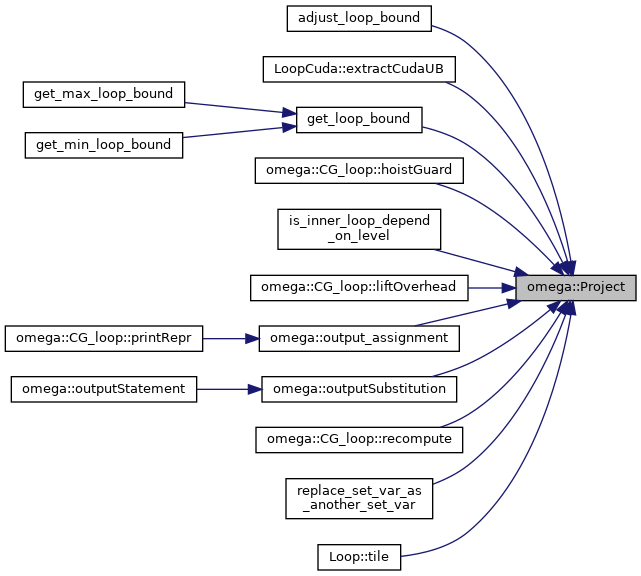 adjust_loop_bound
LoopCuda::extractCudaUB
get_max_loop_bound
get_loop_bound
get_min_loop_bound
omega::CG_loop::hoistGuard
is_inner_loop_depend
_on_level
omega::CG_loop::liftOverhead
omega::Project
omega::CG_loop::printRepr
omega::output_assignment
omega::outputStatement
omega::outputSubstitution
omega::CG_loop::recompute
replace_set_var_as
_another_set_var
Loop::tile